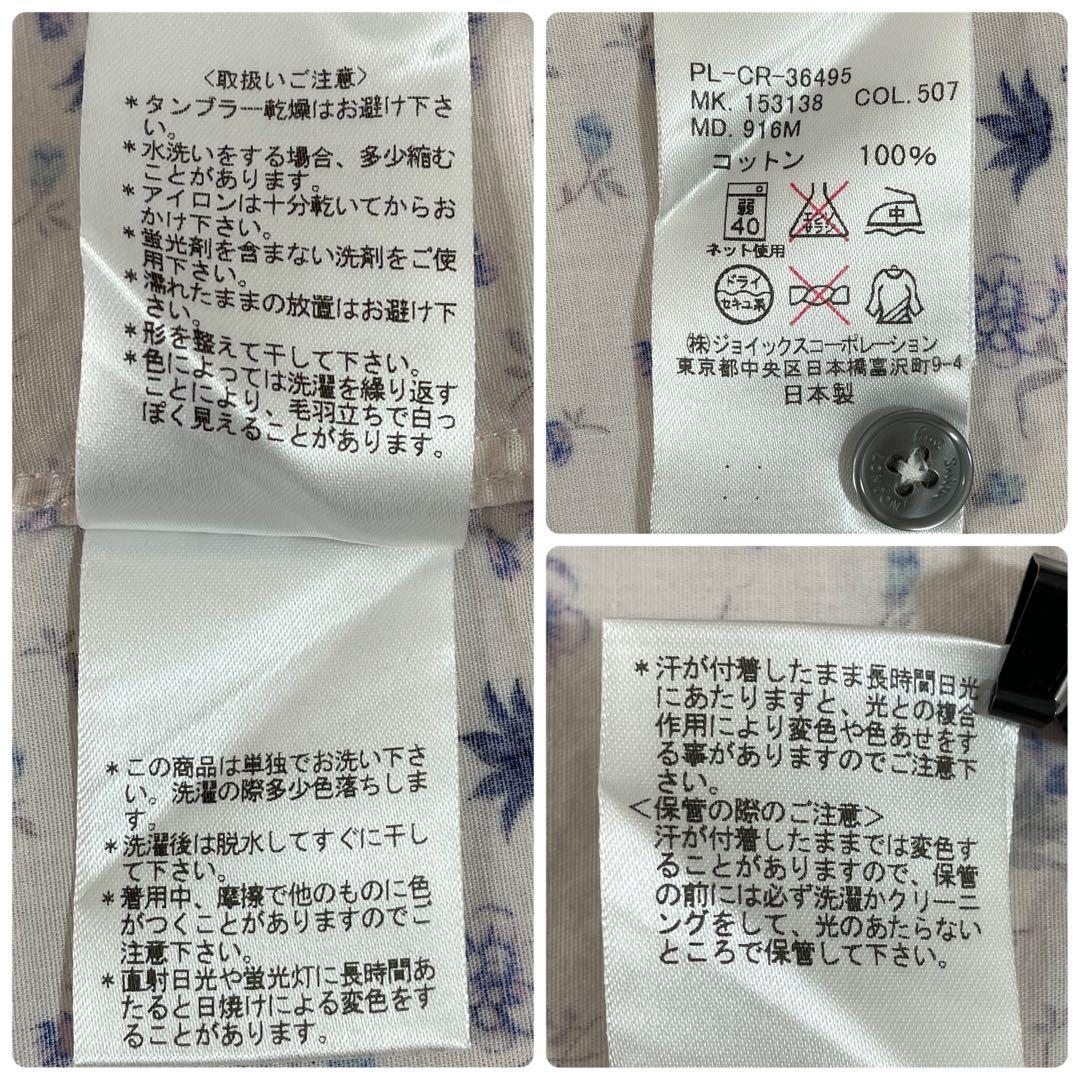 〈取扱いご注意〉
＊タンブラー乾燥はお避け下さ
い。
＊水洗いをする場合、多少縮む
ことがあります。
＊アイロンは十分乾いてからお
かけ下さい。
＊蛍光剤を含まない洗剤をご使
用下さい。
＊濡れたままの放置はお避け下
さい。
＊形を整えて干して下さい。
＊色によっては洗濯を繰り返す
ことにより、毛羽立ちで白っ
ぽく見えることがあります。
＊この商品は単独でお洗い下さ
い。洗濯の際多少色落ちしま
す。
＊洗濯後は脱水してすぐに干し
て下さい。
＊着用中、摩擦で他のものに色
がつくことがありますのでご
注意下さい。
＊直射日光や蛍光灯に長時間あ
たると日焼けによる変色をす
ることがあります。
PL-CR-36495
MK. 153138 COL. 507
MD. 916M
コットン 100%
弱
40
エンソ
サラシ
中
ネット使用
ドライ
セキユ系
㈱ジョイックスコーポレーション
東京都中央区日本橋富沢町9-4
日本製
Paul Smith
LONDON
＊汗が付着したまま長時間日光
にあたりますと、光との複合
作用により変色や色あせをす
る事がありますのでご注意下
さい。
〈保管の際のご注意〉
汗が付着したままでは変色す
ることがありますので、保管
の前には必ず洗濯かクリーニ
ングをして、光のあたらない
ところで保管して下さい。